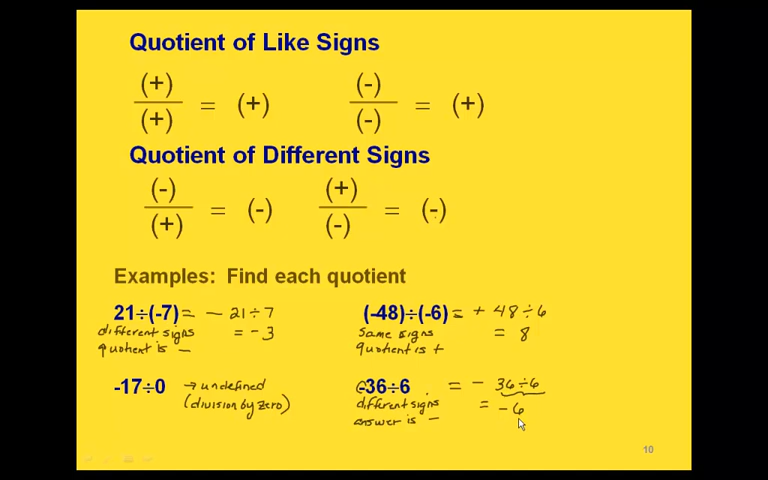 Quotient of Like Signs
(+)/(+) = (+)    (-)/(-) = (+)
Quotient of Different Signs
(-)/(+) = (-)    (+)/(-) = (-)
Examples: Find each quotient
21÷(-7) = - 21÷7
different signs = -3
quotient is -
(-48)÷(-6) = + 48÷6
same signs = 8
quotient is +
-17÷0 → undefined
(division by zero)
-36÷6 = - 36÷6
different signs = -6
answer is -
10